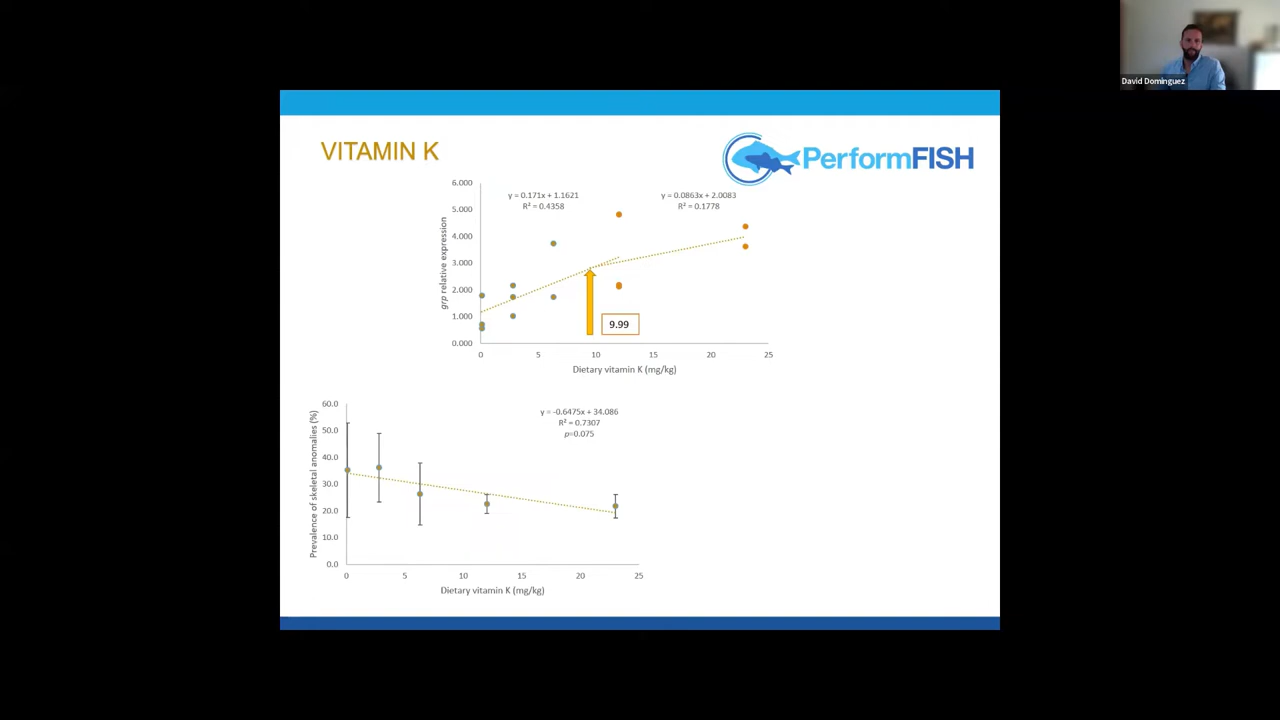 David Dominguez
VITAMIN K
PerformFISH
6.000
5.000
4.000
3.000
2.000
1.000
0.000
grp relative expression
y = 0.171x + 1.1621
R² = 0.4358
y = 0.0863x + 2.0083
R² = 0.1778
9.99
0 5 10 15 20 25
Dietary vitamin K (mg/kg)
60.0
50.0
40.0
30.0
20.0
10.0
0.0
Prevalence of skeletal anomalies (%)
y = -0.6475x + 34.086
R² = 0.7307
p=0.075
0 5 10 15 20 25
Dietary vitamin K (mg/kg)